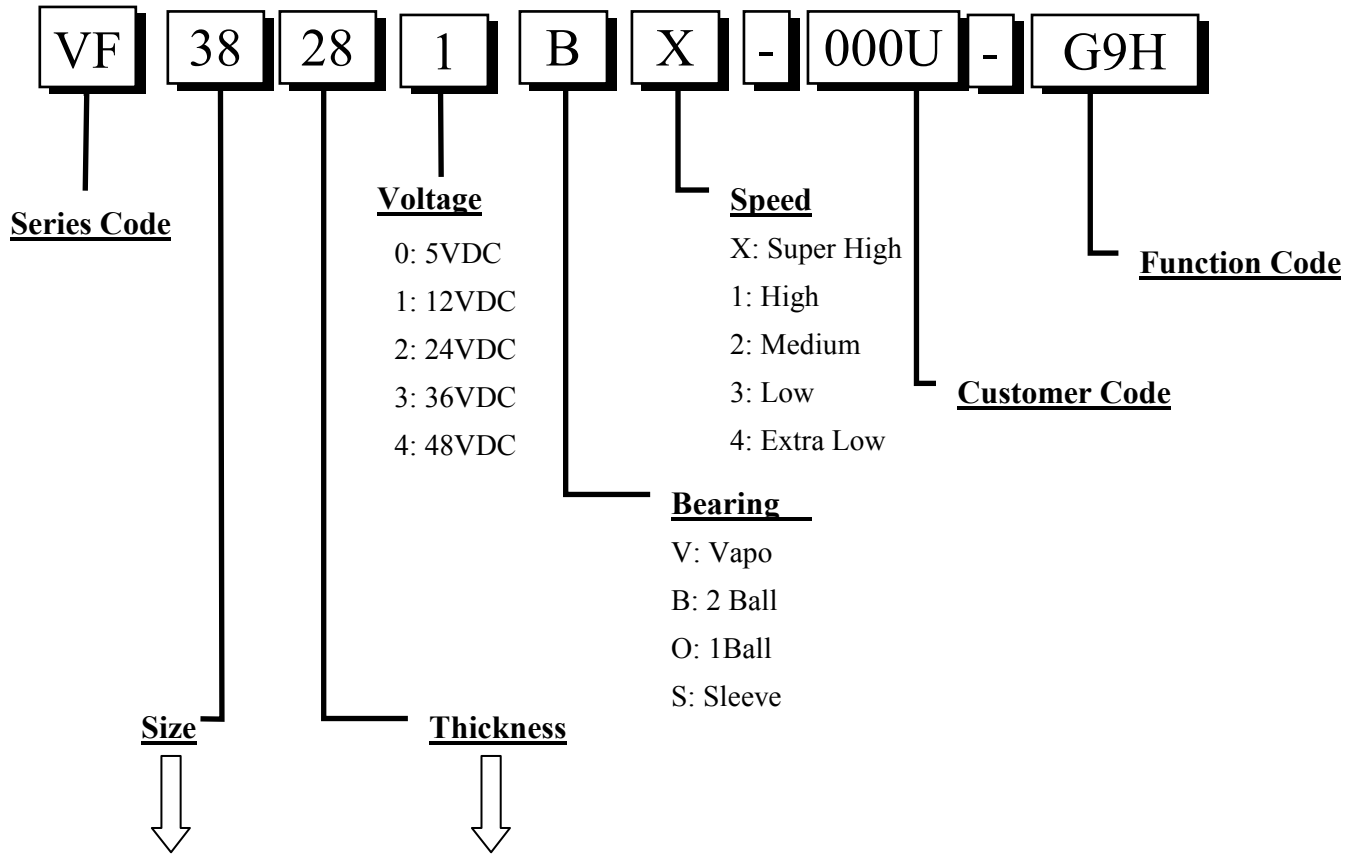 VF 38 28 1 B X - 000U - G9H
Series Code
Voltage
0: 5VDC
1: 12VDC
2: 24VDC
3: 36VDC
4: 48VDC
Speed
X: Super High
1: High
2: Medium
3: Low
4: Extra Low
Function Code
Customer Code
Bearing
V: Vapo
B: 2 Ball
O: 1Ball
S: Sleeve
Size
Thickness